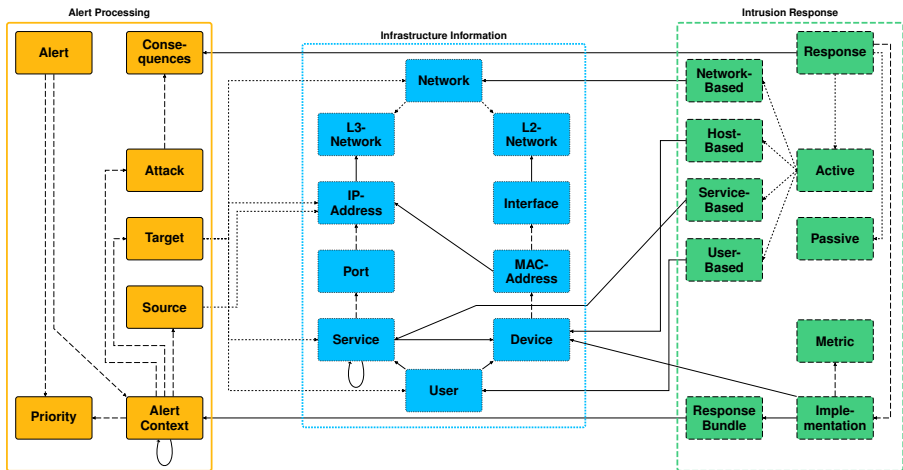 Alert Processing
Alert
Conse-
quences
Attack
Target
Source
Priority
Alert
Context
Infrastructure Information
Network
L3-
Network
L2-
Network
IP-
Address
Interface
Port
MAC-
Address
Service
Device
User
Intrusion Response
Response
Network-
Based
Host-
Based
Active
Service-
Based
Passive
User-
Based
Metric
Response
Bundle
Imple-
mentation